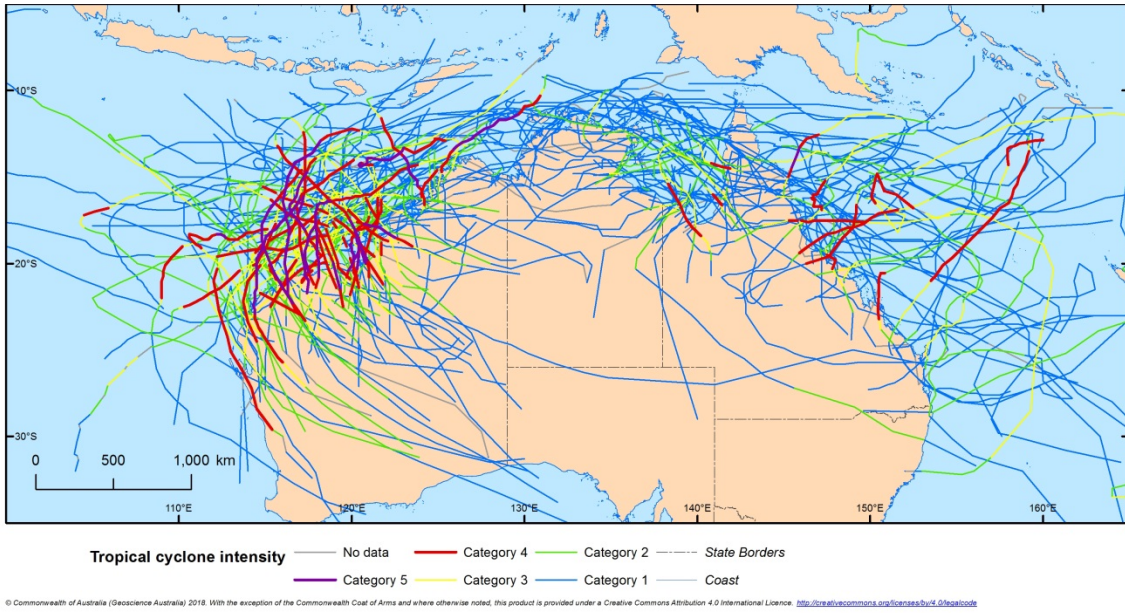 10°S
20°S
30°S
0 500 1,000 km
110°E 120°E 130°E 140°E 150°E 160°E
Tropical cyclone intensity No data Category 4 Category 2 State Borders
Category 5 Category 3 Category 1 Coast
© Commonwealth of Australia (Geoscience Australia) 2018. With the exception of the Commonwealth Coat of Arms and where otherwise noted, this product is provided under a Creative Commons Attribution 4.0 International Licence. http://creativecommons.org/licenses/by/4.0/legalcode